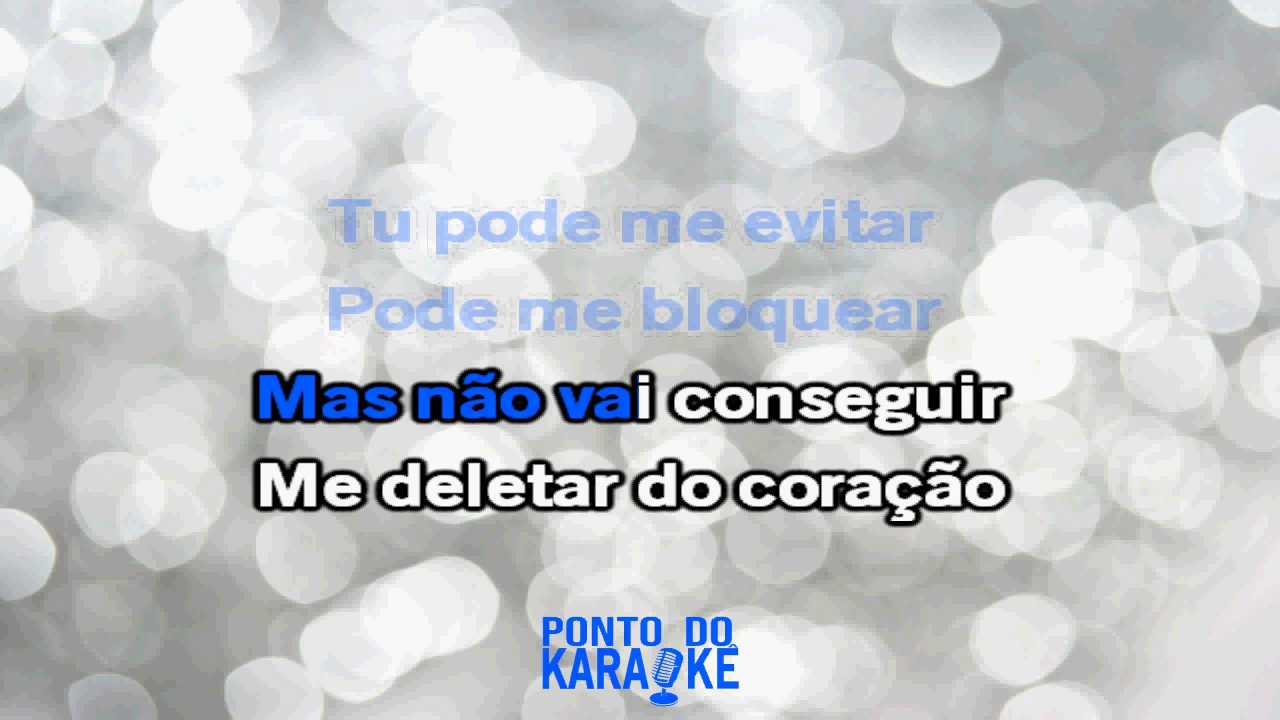 Tu pode me evitar
Pode me bloquear
Mas não vai conseguir
Me deletar do coração
PONTO DO
KARAOKÊ